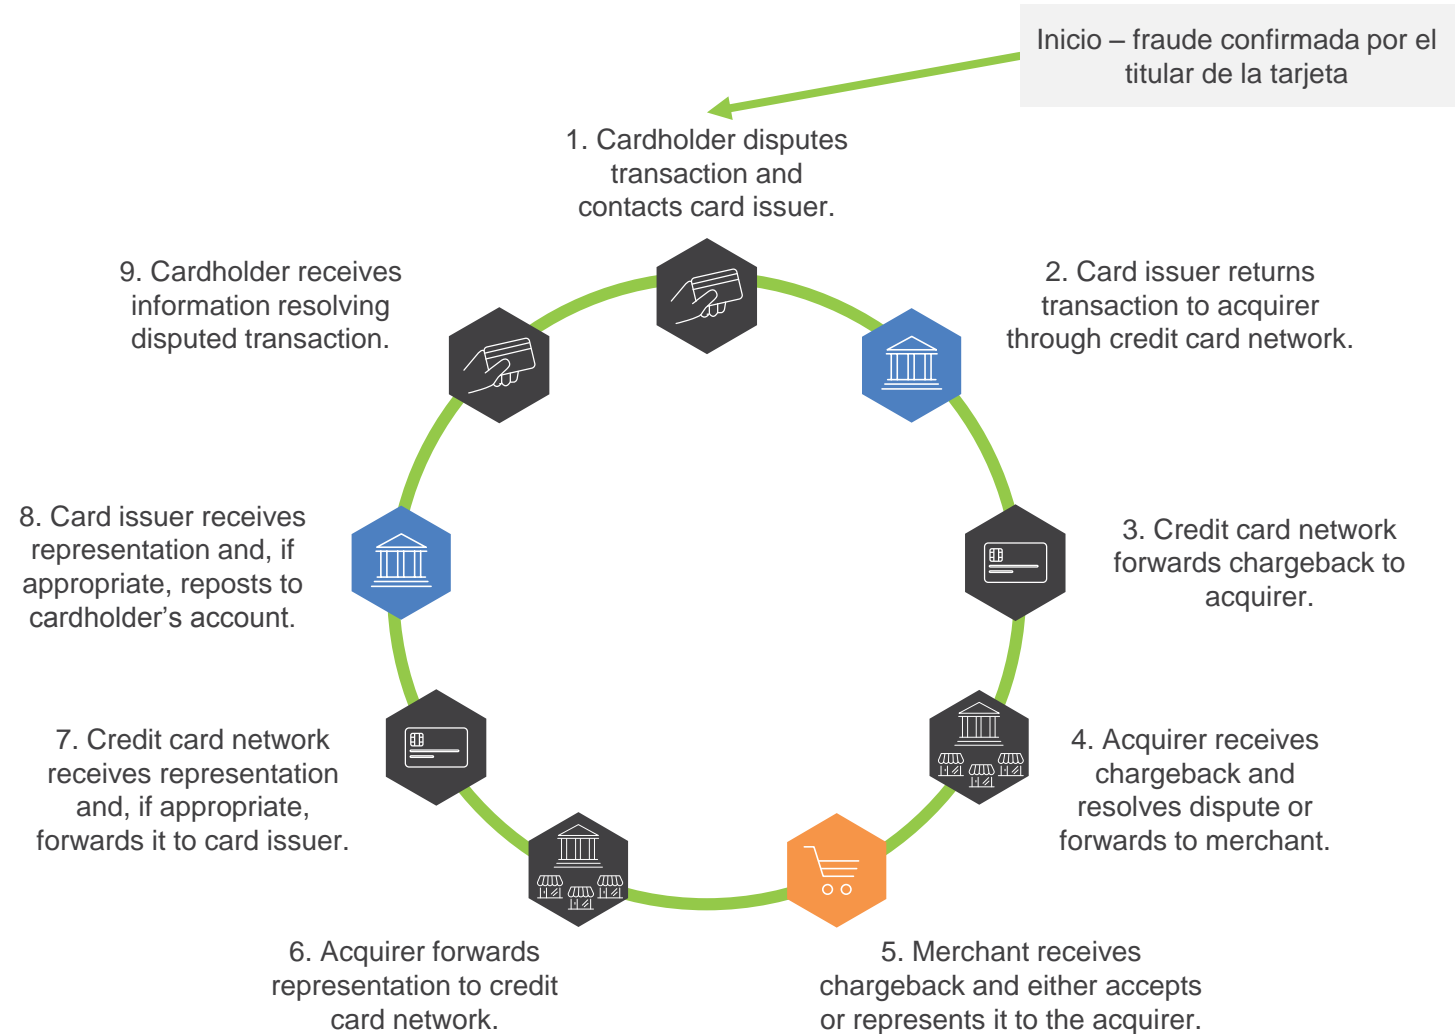 Inicio – fraude confirmada por el
titular de la tarjeta
1. Cardholder disputes
transaction and
contacts card issuer.
2. Card issuer returns
transaction to acquirer
through credit card network.
3. Credit card network
forwards chargeback to
acquirer.
4. Acquirer receives
chargeback and
resolves dispute or
forwards to merchant.
5. Merchant receives
chargeback and either accepts
or represents it to the acquirer.
6. Acquirer forwards
representation to credit
card network.
7. Credit card network
receives representation
and, if appropriate,
forwards it to card issuer.
8. Card issuer receives
representation and, if
appropriate, reposts to
cardholder’s account.
9. Cardholder receives
information resolving
disputed transaction.